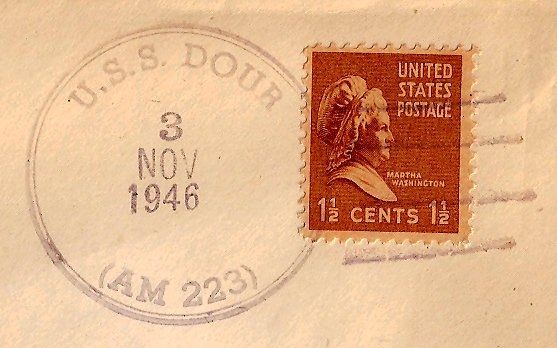 U.S.S. DOUR
3
NOV
1946
(AM 223)
UNITED
STATES
POSTAGE
MARTHA
WASHINGTON
1½ CENTS 1½